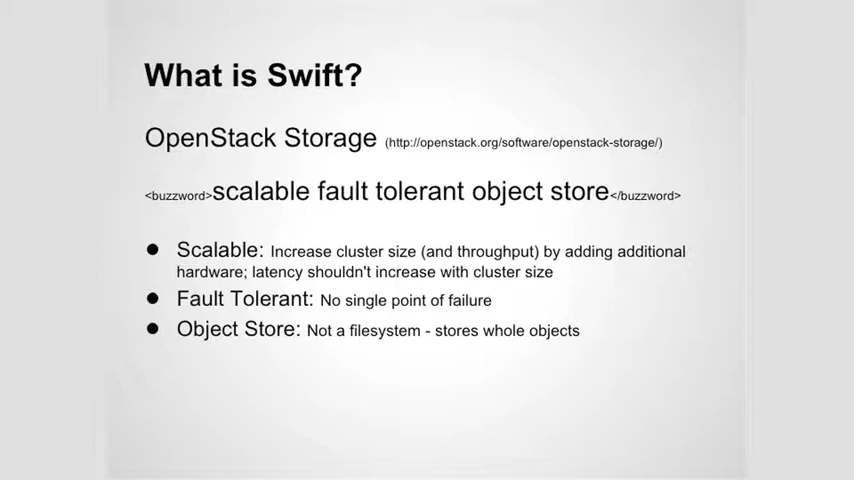 What is Swift?
OpenStack Storage (http://openstack.org/software/openstack-storage/)
<buzzword>scalable fault tolerant object store</buzzword>
● Scalable: Increase cluster size (and throughput) by adding additional
hardware; latency shouldn't increase with cluster size
● Fault Tolerant: No single point of failure
● Object Store: Not a filesystem - stores whole objects